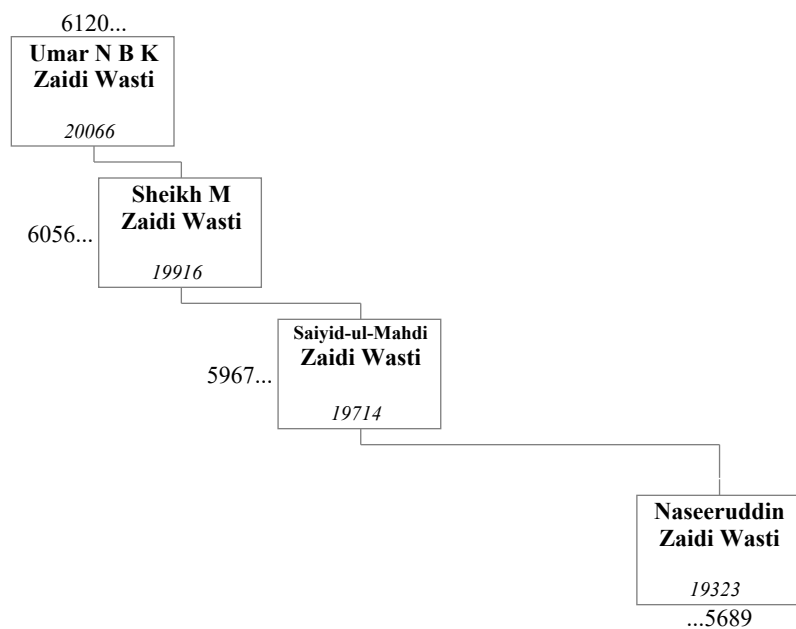 6120...
Umar N B K
Zaidi Wasti
20066
Sheikh M
Zaidi Wasti
6056...
19916
Saiyid-ul-Mahdi
Zaidi Wasti
5967...
19714
Naseeruddin
Zaidi Wasti
19323
...5689